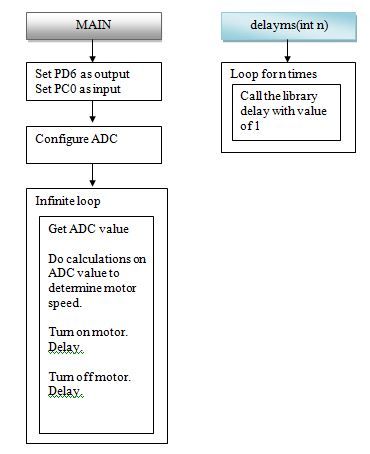 MAIN
Set PD6 as output
Set PC0 as input
Configure ADC
Infinite loop
Get ADC value
Do calculations on
ADC value to
determine motor
speed.
Turn on motor.
Delay.
Turn off motor.
Delay.
delayms(int n)
Loop for n times
Call the library
delay with value
of 1